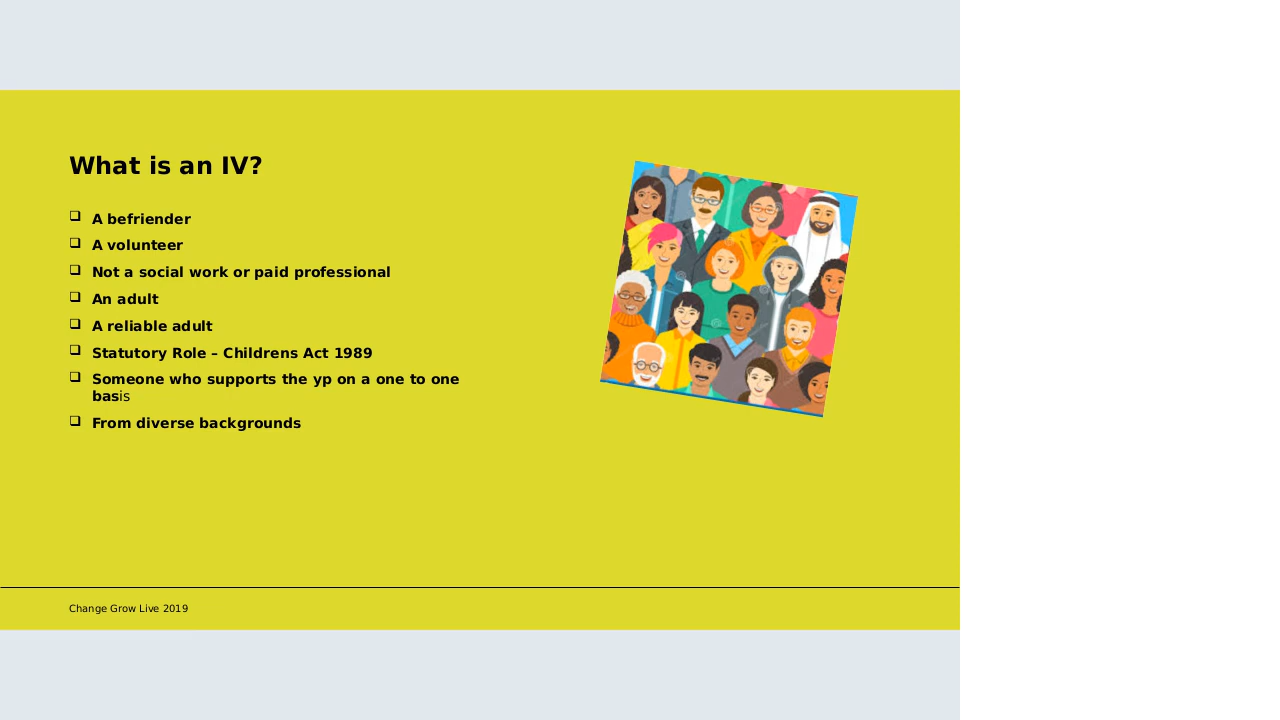 What is an IV?
❑ A befriender
❑ A volunteer
❑ Not a social work or paid professional
❑ An adult
❑ A reliable adult
❑ Statutory Role – Childrens Act 1989
❑ Someone who supports the yp on a one to one
basis
❑ From diverse backgrounds
Change Grow Live 2019